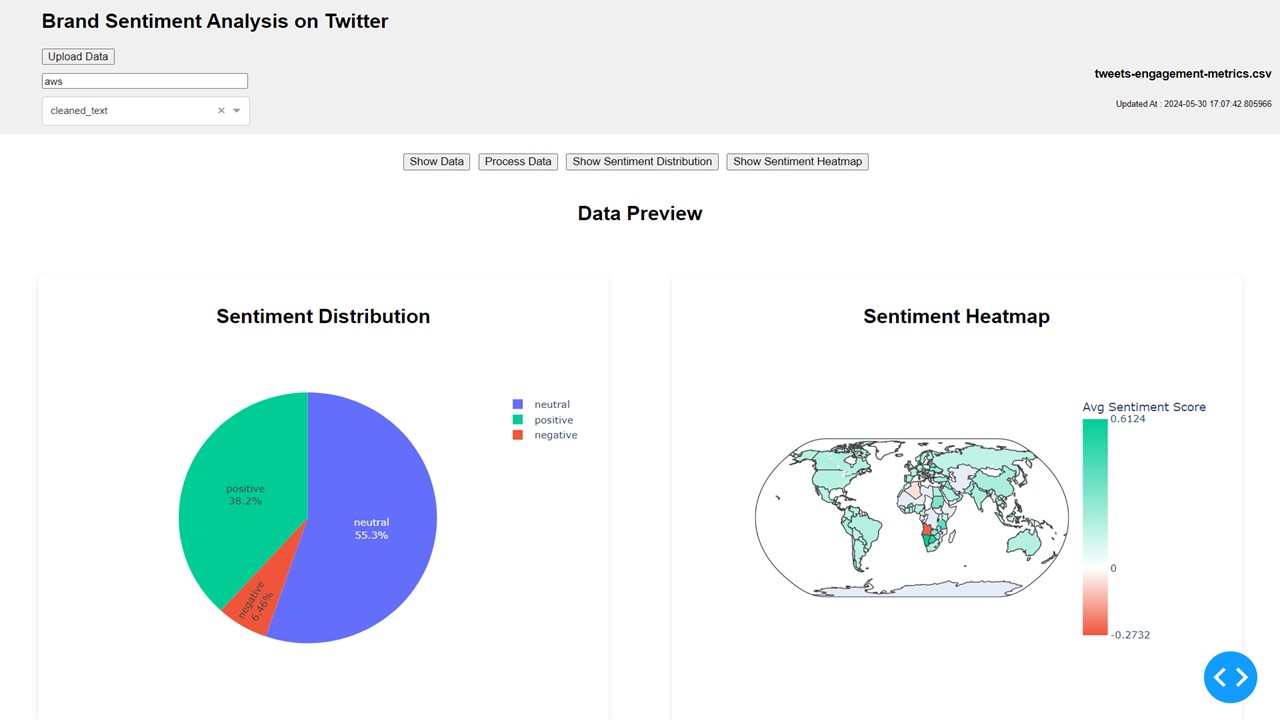 Brand Sentiment Analysis on Twitter
Upload Data
aws
cleaned_text
tweets-engagement-metrics.csv
Updated At : 2024-05-30 17:07:42.805966
Show Data
Process Data
Show Sentiment Distribution
Show Sentiment Heatmap
Data Preview
Sentiment Distribution
neutral
positive
negative
positive
38.2%
neutral
55.3%
negative
6.46%
Sentiment Heatmap
Avg Sentiment Score
0.6124
0
-0.2732